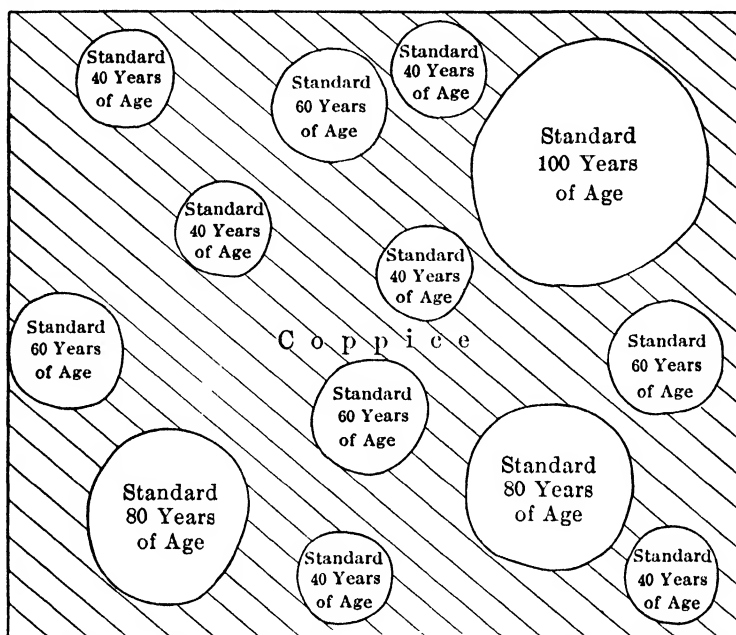 Standard
40 Years
of Age
Standard
60 Years
of Age
Standard
40 Years
of Age
Standard
100 Years
of Age
Standard
40 Years
of Age
Standard
40 Years
of Age
Coppice
Standard
60 Years
of Age
Standard
60 Years
of Age
Standard
60 Years
of Age
Standard
80 Years
of Age
Standard
80 Years
of Age
Standard
40 Years
of Age
Standard
40 Years
of Age